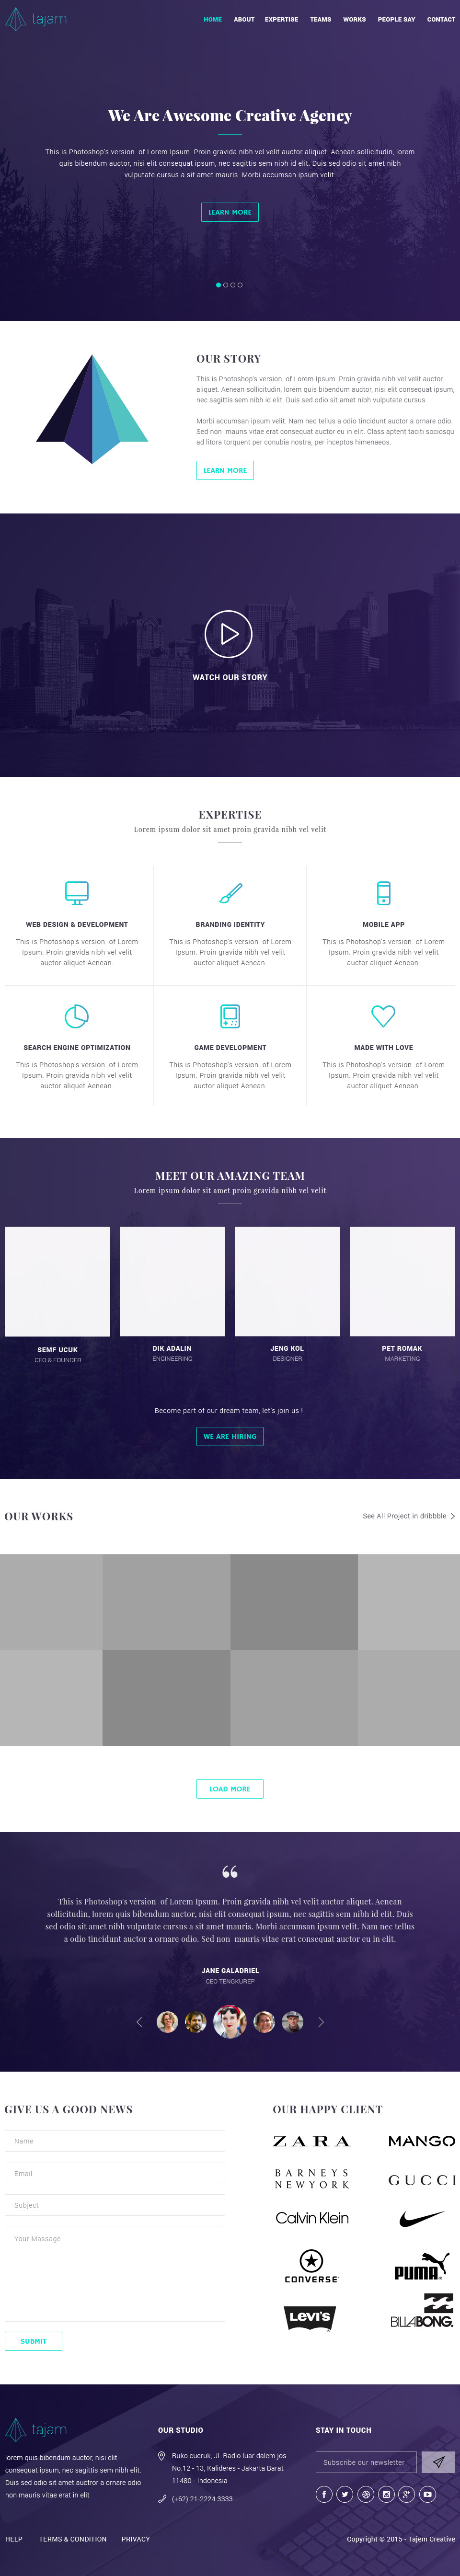 tajam
HOME ABOUT EXPERTISE TEAMS WORKS PEOPLE SAY CONTACT
We Are Awesome Creative Agency
This is Photoshop's version of Lorem Ipsum. Proin gravida nibh vel velit auctor aliquet. Aenean sollicitudin, lorem
quis bibendum auctor, nisi elit consequat ipsum, nec sagittis sem nibh id elit. Duis sed odio sit amet nibh
vulputate cursus a sit amet mauris. Morbi accumsan ipsum velit.
LEARN MORE
OUR STORY
This is Photoshop's version of Lorem Ipsum. Proin gravida nibh vel velit auctor
aliquet. Aenean sollicitudin, lorem quis bibendum auctor, nisi elit consequat ipsum,
nec sagittis sem nibh id elit. Duis sed odio sit amet nibh vulputate cursus
Morbi accumsan ipsum velit. Nam nec tellus a odio tincidunt auctor a ornare odio.
Sed non mauris vitae erat consequat auctor eu in elit. Class aptent taciti sociosqu
ad litora torquent per conubia nostra, per inceptos himenaeos.
LEARN MORE
WATCH OUR STORY
EXPERTISE
Lorem ipsum dolor sit amet proin gravida nibh vel velit
WEB DESIGN & DEVELOPMENT
This is Photoshop's version of Lorem
Ipsum. Proin gravida nibh vel velit
auctor aliquet Aenean.
BRANDING IDENTITY
This is Photoshop's version of Lorem
Ipsum. Proin gravida nibh vel velit
auctor aliquet Aenean.
MOBILE APP
This is Photoshop's version of Lorem
Ipsum. Proin gravida nibh vel velit
auctor aliquet Aenean.
SEARCH ENGINE OPTIMIZATION
This is Photoshop's version of Lorem
Ipsum. Proin gravida nibh vel velit
auctor aliquet Aenean.
GAME DEVELOPMENT
This is Photoshop's version of Lorem
Ipsum. Proin gravida nibh vel velit
auctor aliquet Aenean.
MADE WITH LOVE
This is Photoshop's version of Lorem
Ipsum. Proin gravida nibh vel velit
auctor aliquet Aenean.
MEET OUR AMAZING TEAM
Lorem ipsum dolor sit amet proin gravida nibh vel velit
SEMF UCUK
CEO & FOUNDER
DIK ADALIN
ENGINEERING
JENG KOL
DESIGNER
PET ROMAK
MARKETING
Become part of our dream team, let's join us !
WE ARE HIRING
OUR WORKS
See All Project in dribbble
LOAD MORE
This is Photoshop's version of Lorem Ipsum. Proin gravida nibh vel velit auctor aliquet. Aenean
sollicitudin, lorem quis bibendum auctor, nisi elit consequat ipsum, nec sagittis sem nibh id elit. Duis
sed odio sit amet nibh vulputate cursus a sit amet mauris. Morbi accumsan ipsum velit. Nam nec tellus
a odio tincidunt auctor a ornare odio. Sed non mauris vitae erat consequat auctor eu in elit.
JANE GALADRIEL
CEO TENGKUREP
GIVE US A GOOD NEWS
Name
Email
Subject
Your Massage
SUBMIT
OUR HAPPY CLIENT
ZARA
MANGO
BARNEYS
NEWYORK
GUCCI
Calvin Klein
CONVERSE
PUMA
LEVI'S
BILLABONG
tajam
lorem quis bibendum auctor, nisi elit
consequat ipsum, nec sagittis sem nibh elit.
Duis sed odio sit amet auctror a ornare odio
non mauris vitae erat in elit
OUR STUDIO
Ruko cucruk, Jl. Radio luar dalem jos
No.12 - 13, Kalideres - Jakarta Barat
11480 - Indonesia
(+62) 21-2224 3333
STAY IN TOUCH
Subscribe our newsletter
HELP TERMS & CONDITION PRIVACY
Copyright © 2015 - Tajem Creative